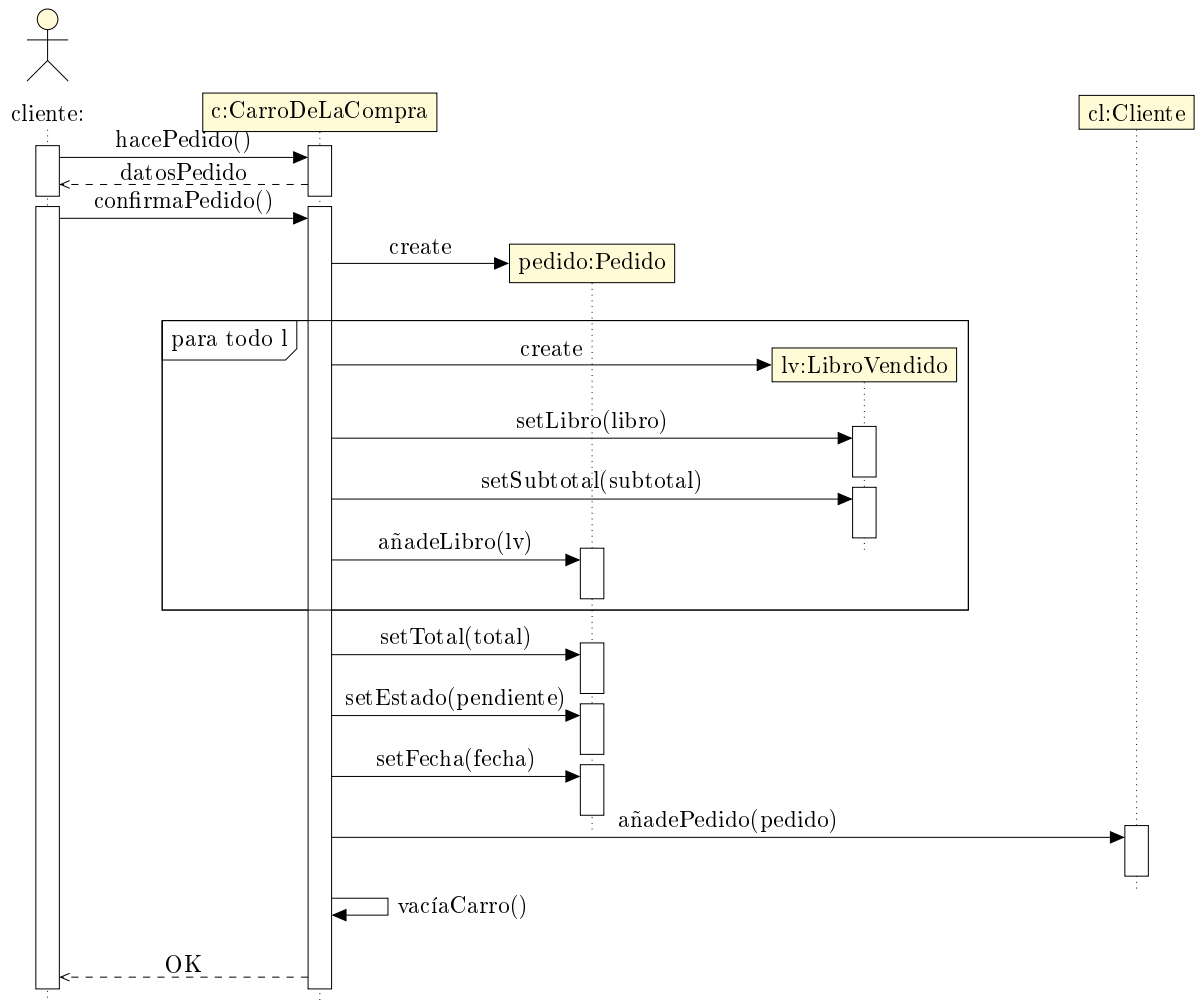 cliente:
c:CarroDeLaCompra
cl:Cliente
hacePedido()
datosPedido
confirmaPedido()
create
pedido:Pedido
para todo l
create
lv:LibroVendido
setLibro(libro)
setSubtotal(subtotal)
añadeLibro(lv)
setTotal(total)
setEstado(pendiente)
setFecha(fecha)
añadePedido(pedido)
vacíaCarro()
OK